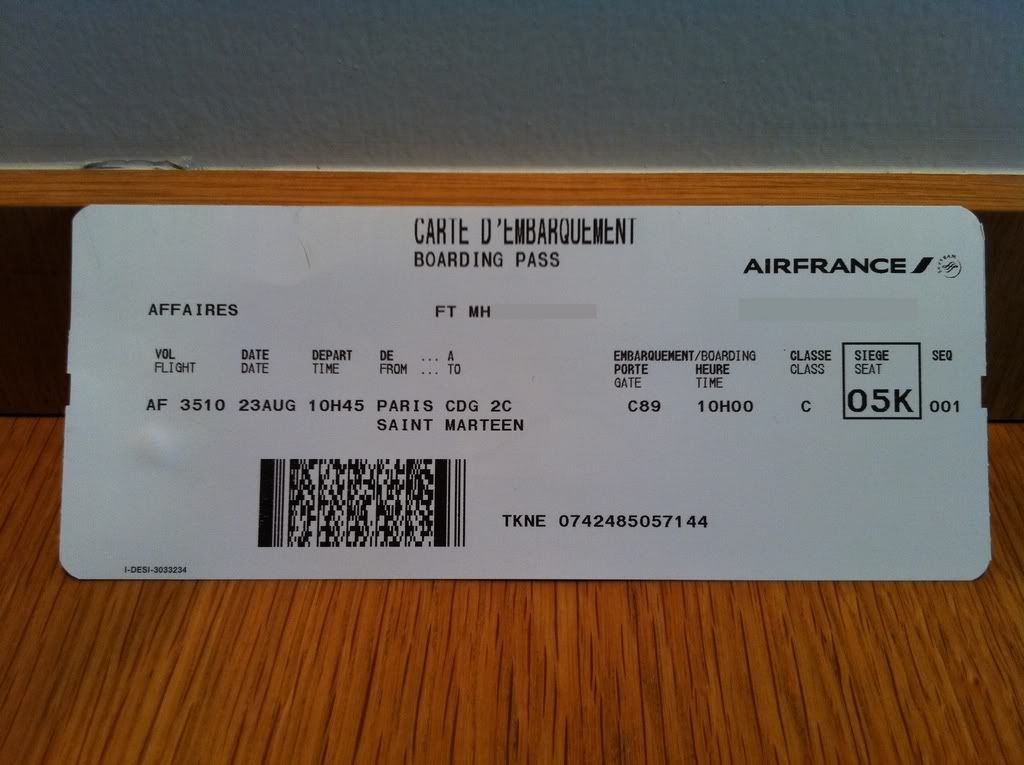 CARTE D'EMBARQUEMENT
BOARDING PASS
AIRFRANCE
AFFAIRES FT MH
VOL DATE DEPART DE ... A EMBARQUEMENT/BOARDING CLASSE SIEGE SEQ
FLIGHT DATE TIME FROM ... TO PORTE HEURE CLASS SEAT
GATE TIME
AF 3510 23AUG 10H45 PARIS CDG 2C C89 10H00 C 05K 001
SAINT MARTEEN
TKNE 0742485057144
I-DESI-3033234